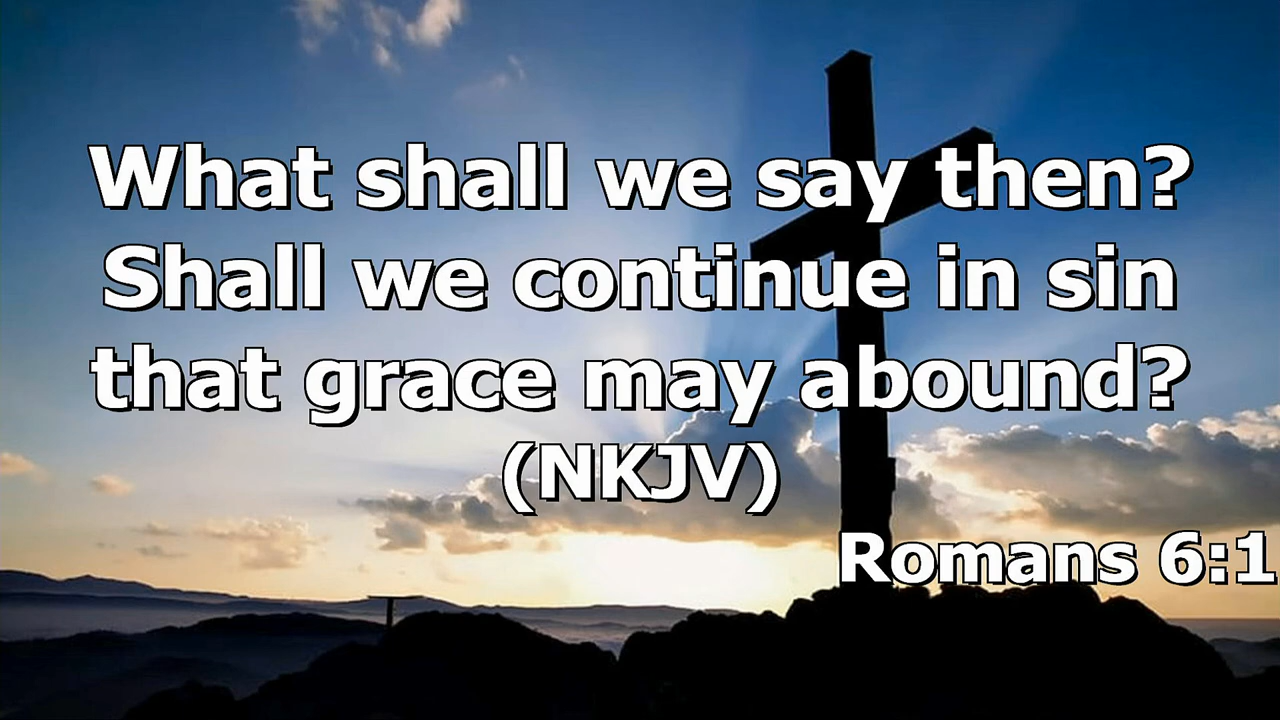 What shall we say then?
Shall we continue in sin
that grace may abound?
(NKJV)
Romans 6:1